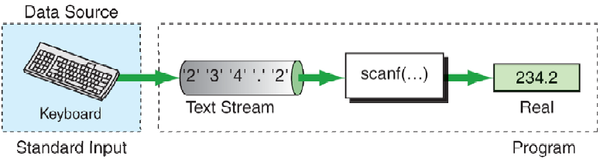 Data Source
'2' '3' '4' '.' '2'
scanf(...)
234.2
Keyboard
Text Stream
Real
Standard Input
Program